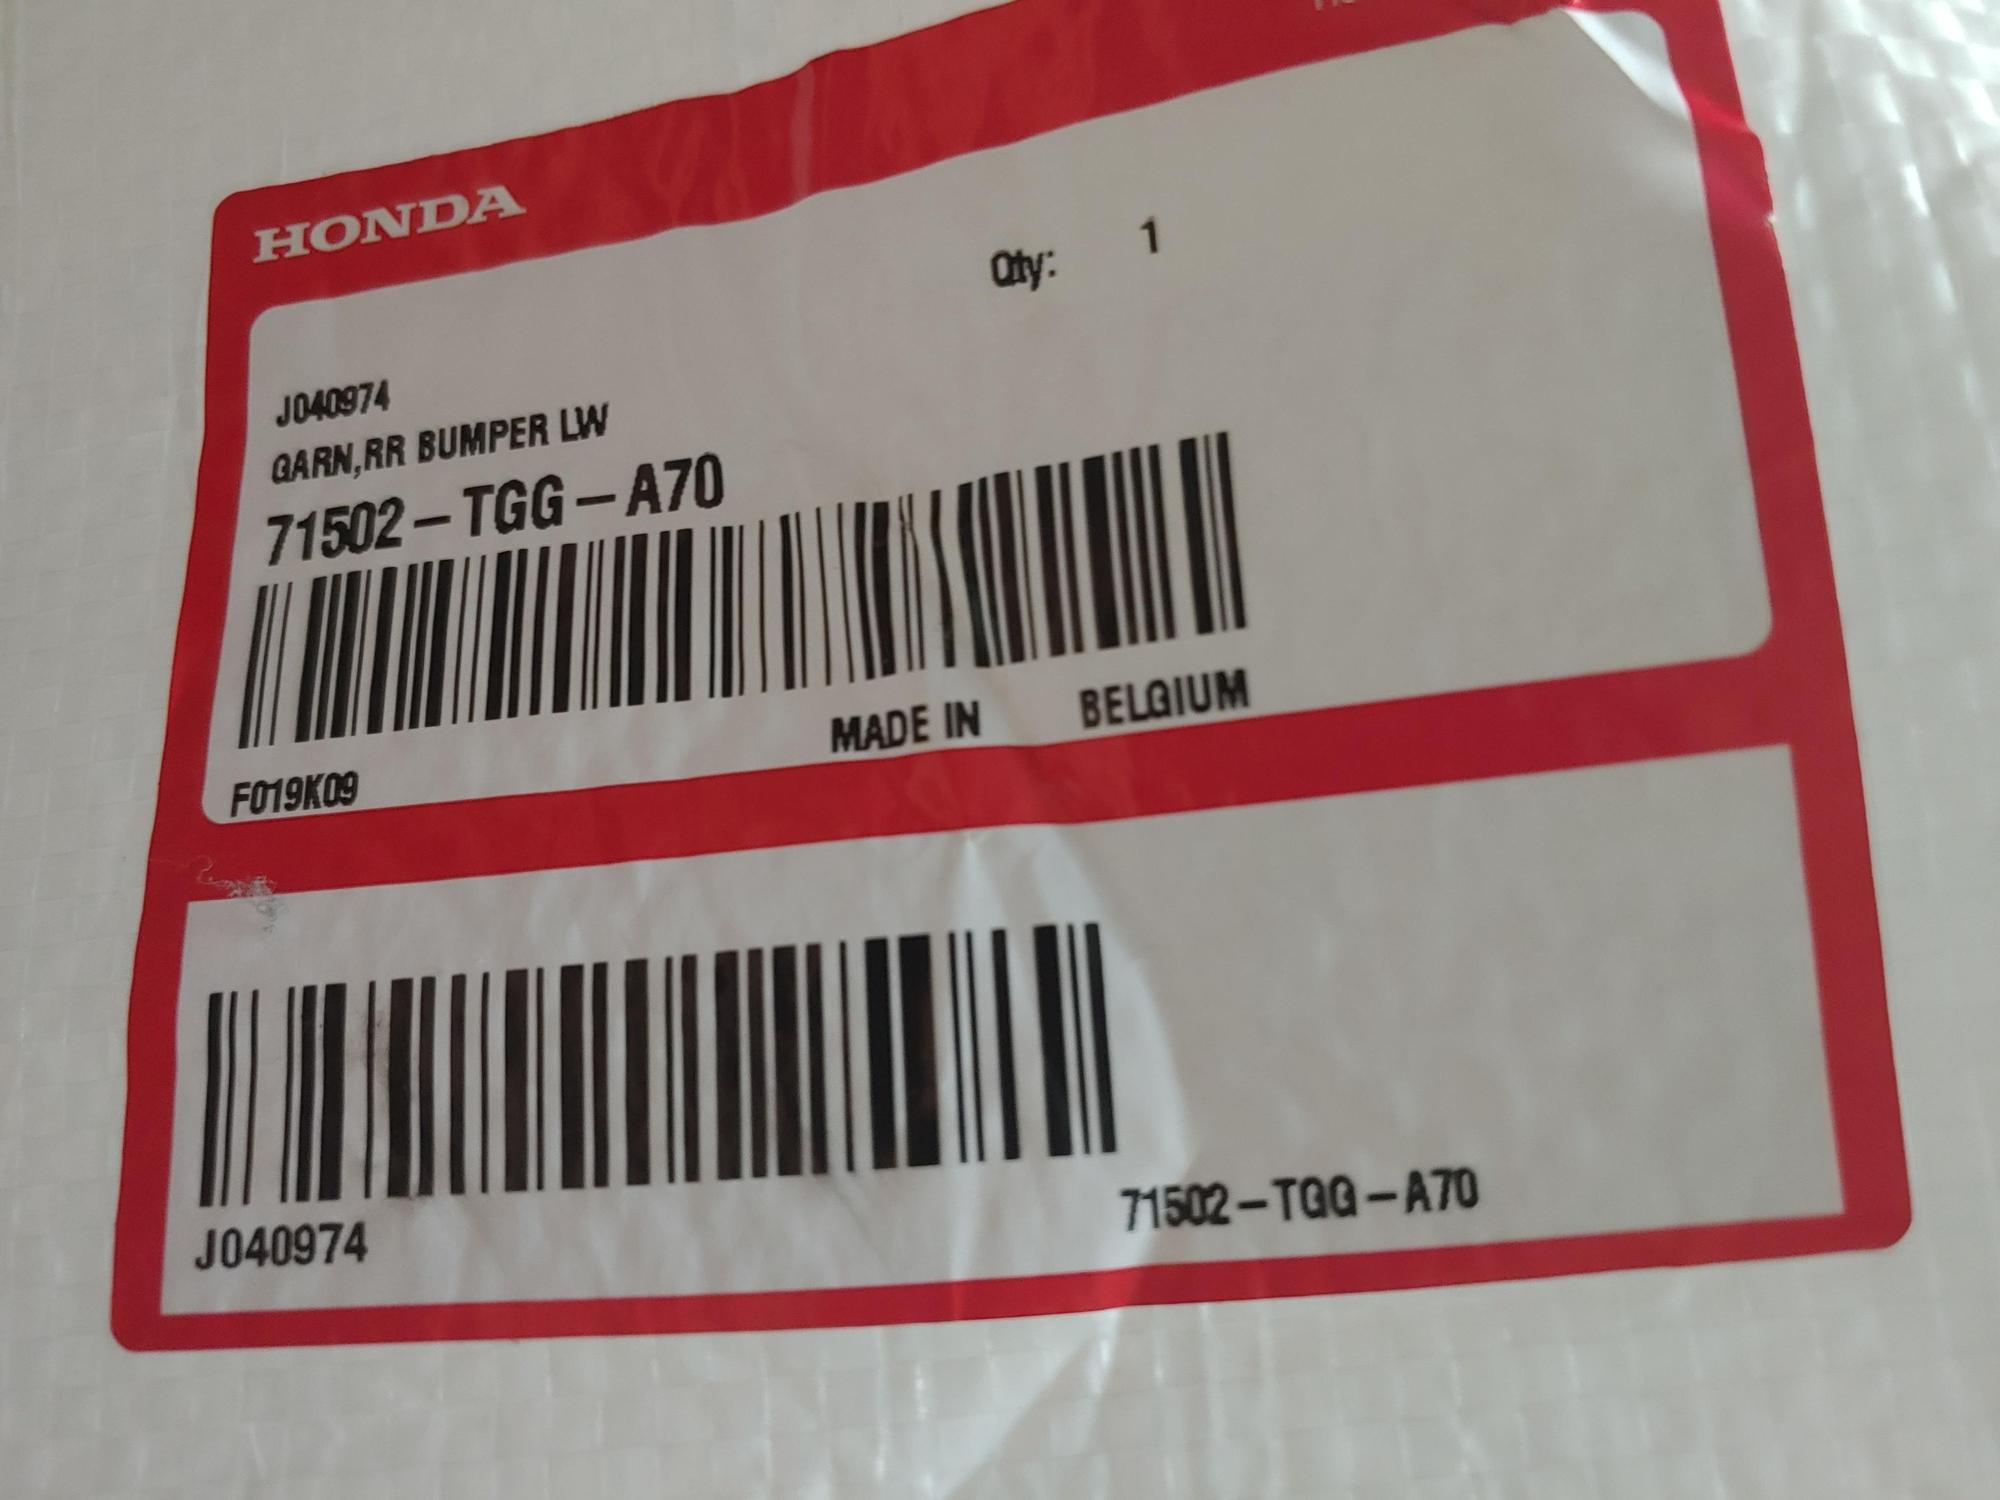 HONDA
Qty: 1
J040974
GARN,RR BUMPER LW
71502-TGG-A70
MADE IN BELGIUM
F019K09
J040974
71502-TGG-A70